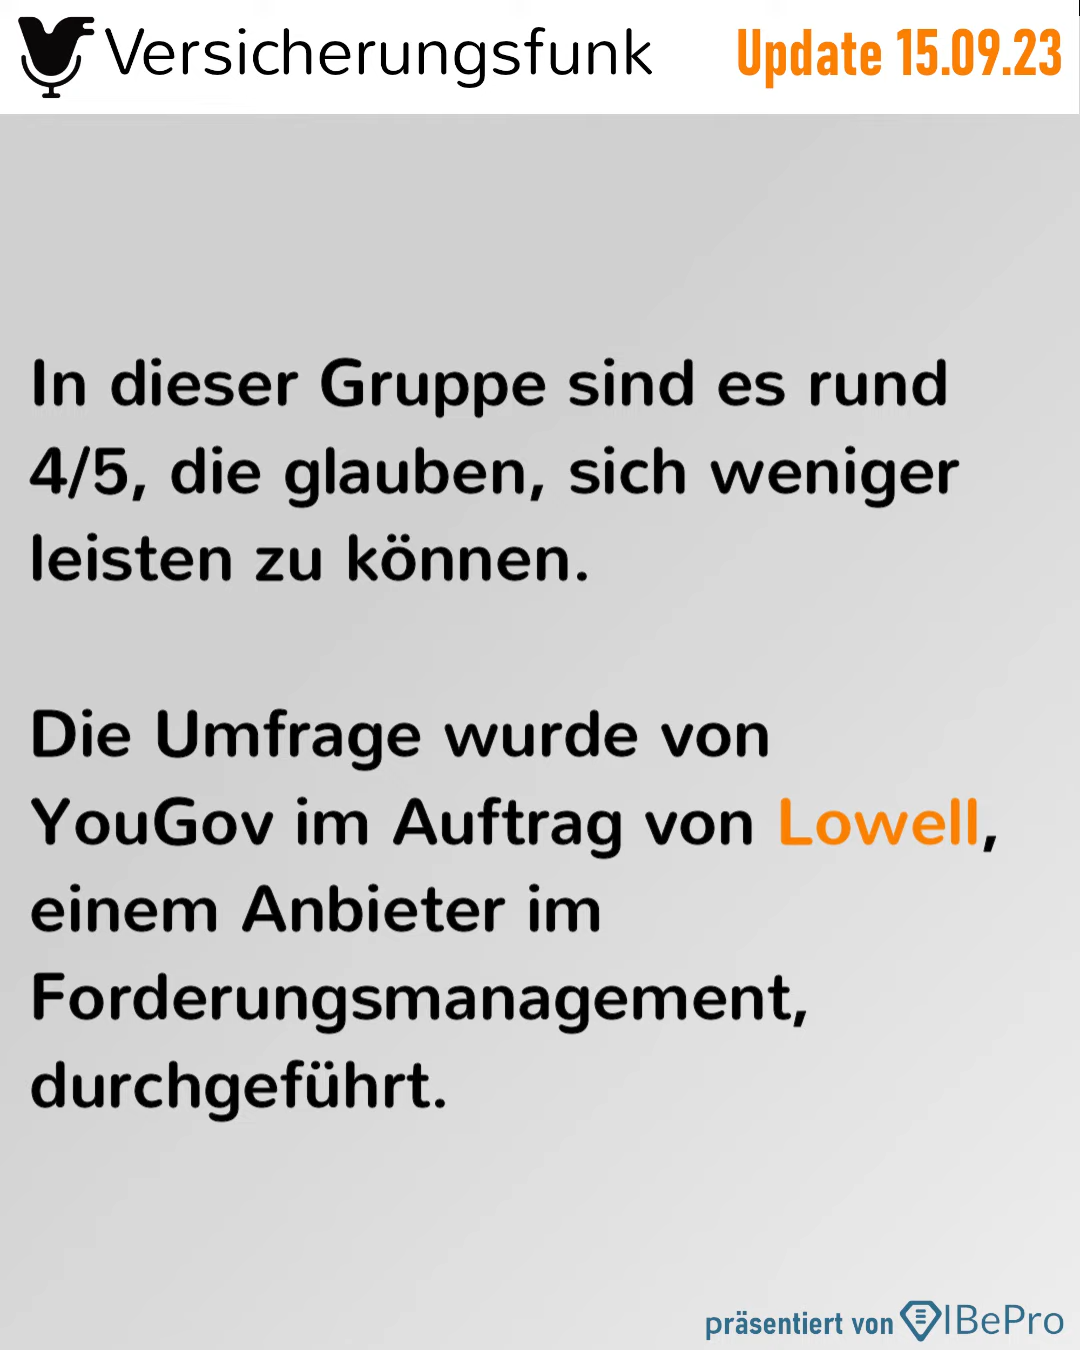 Versicherungsfunk
Update 15.09.23
In dieser Gruppe sind es rund
4/5, die glauben, sich weniger
leisten zu können.
Die Umfrage wurde von
YouGov im Auftrag von Lowell,
einem Anbieter im
Forderungsmanagement,
durchgeführt.
präsentiert von IBePro